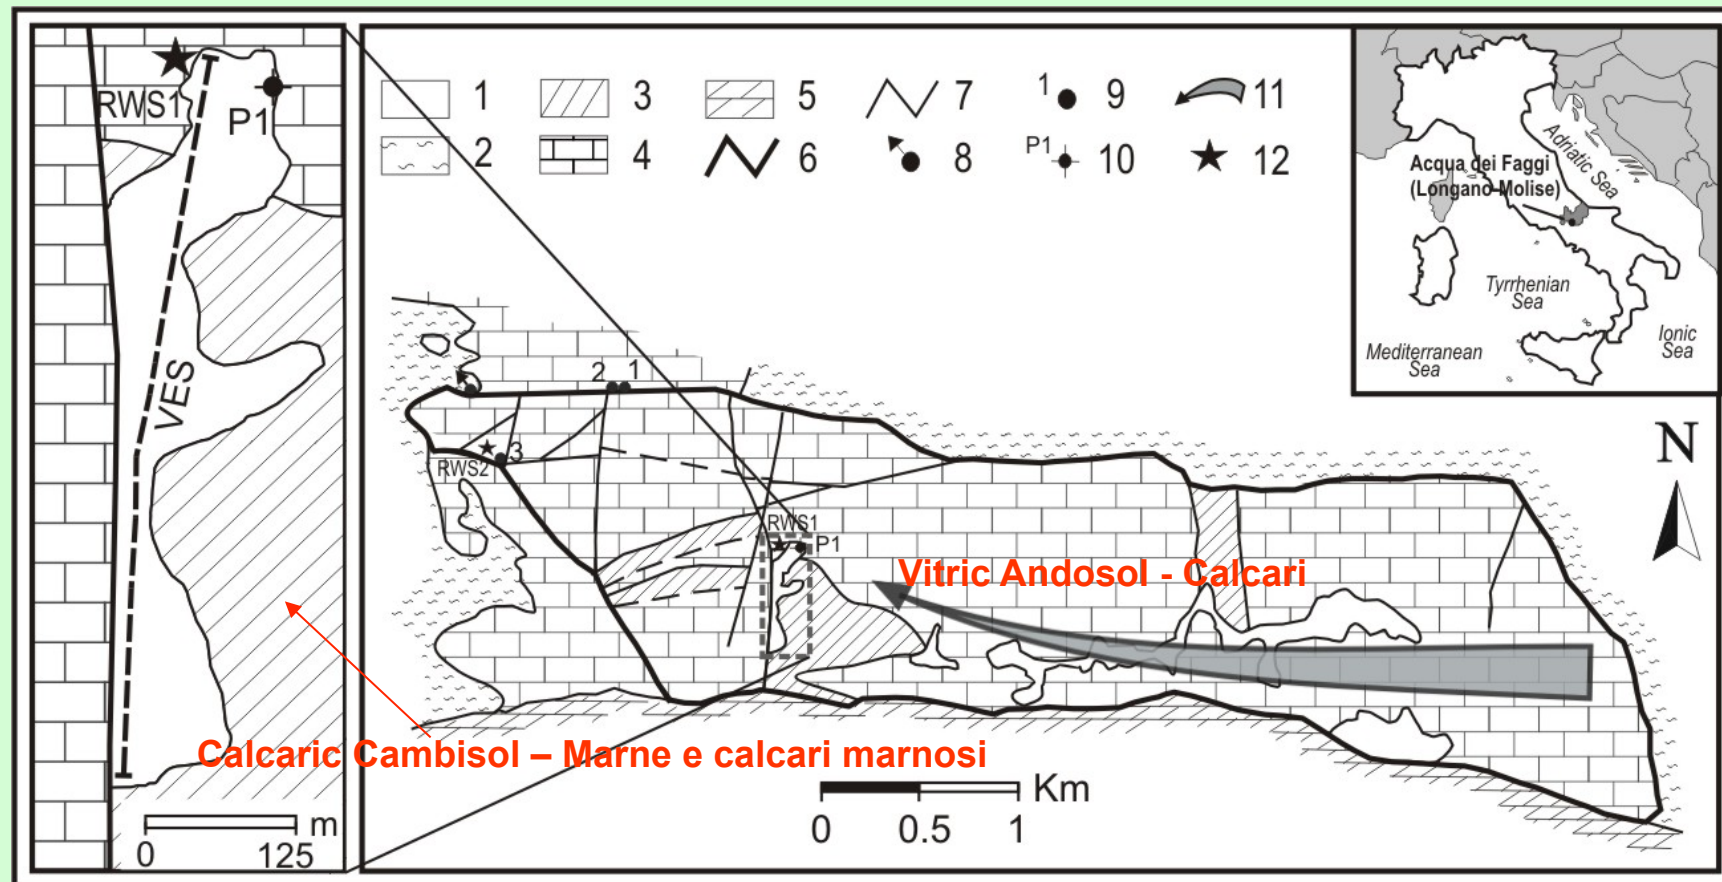 RWS1
P1
VES
0 125 m
1
2
3
4
5
6
7
8
1 9
P1 10
11
12
Acqua dei Faggi
(Longano-Molise)
Adriatic Sea
Tyrrhenian
Sea
Ionic
Sea
Mediterranean
Sea
N
2 1
3
RWS2
RWS1
P1
Vitric Andosol - Calcari
Calcaric Cambisol – Marne e calcari marnosi
Km
0 0.5 1